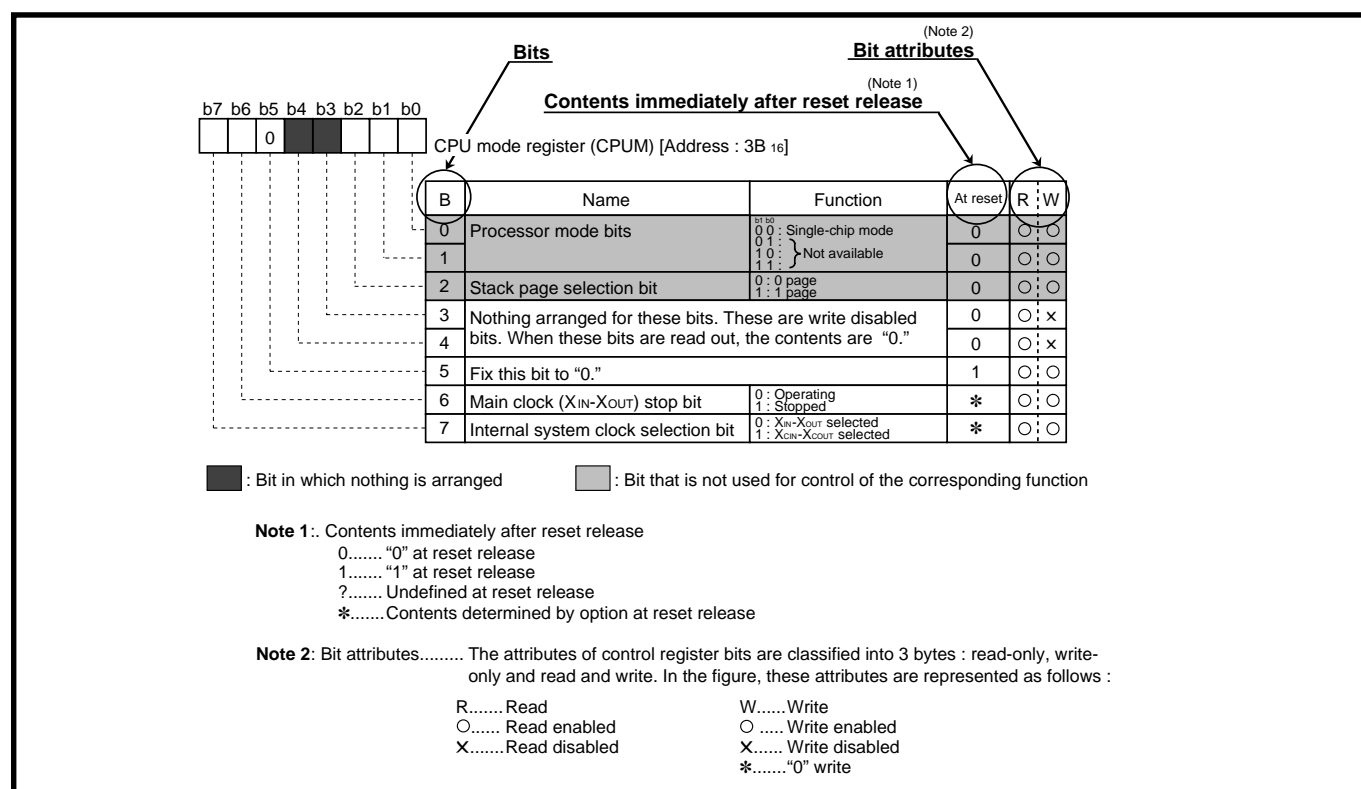 (Note 2)
Bits
Bit attributes
(Note 1)
Contents immediately after reset release
b7 b6 b5 b4 b3 b2 b1 b0
0
CPU mode register (CPUM) [Address : 3B 16]
B Name Function At reset R W
0 Processor mode bits b1 b0 0 0 : Single-chip mode 0 ○ ○
0 1 :
1 0 : } Not available
1 1 :
1 0 ○ ○
2 Stack page selection bit 0 : 0 page 0 ○ ○
1 : 1 page
3 Nothing arranged for these bits. These are write disabled 0 ○ ×
4 bits. When these bits are read out, the contents are “0.” 0 ○ ×
5 Fix this bit to “0.” 1 ○ ○
6 Main clock (XIN-XOUT) stop bit 0 : Operating ✻ ○ ○
1 : Stopped
7 Internal system clock selection bit 0 : XIN-XOUT selected ✻ ○ ○
1 : XCIN-XCOUT selected
: Bit in which nothing is arranged : Bit that is not used for control of the corresponding function
Note 1:. Contents immediately after reset release
0....... “0” at reset release
1....... “1” at reset release
?....... Undefined at reset release
✻.......Contents determined by option at reset release
Note 2: Bit attributes......... The attributes of control register bits are classified into 3 bytes : read-only, write-
only and read and write. In the figure, these attributes are represented as follows :
R.......Read W......Write
○...... Read enabled ○ ..... Write enabled
×.......Read disabled ×...... Write disabled
✻.......“0” write